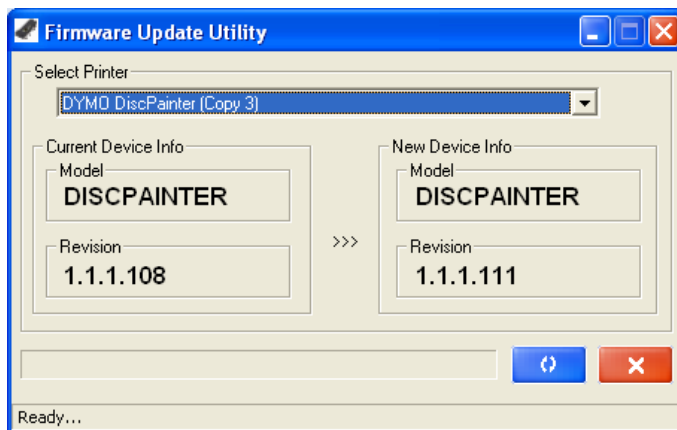 Firmware Update Utility
Select Printer
DYMO DiscPainter (Copy 3)
Current Device Info
Model
DISCPAINTER
Revision
1.1.1.108
>>>
New Device Info
Model
DISCPAINTER
Revision
1.1.1.111
Ready...